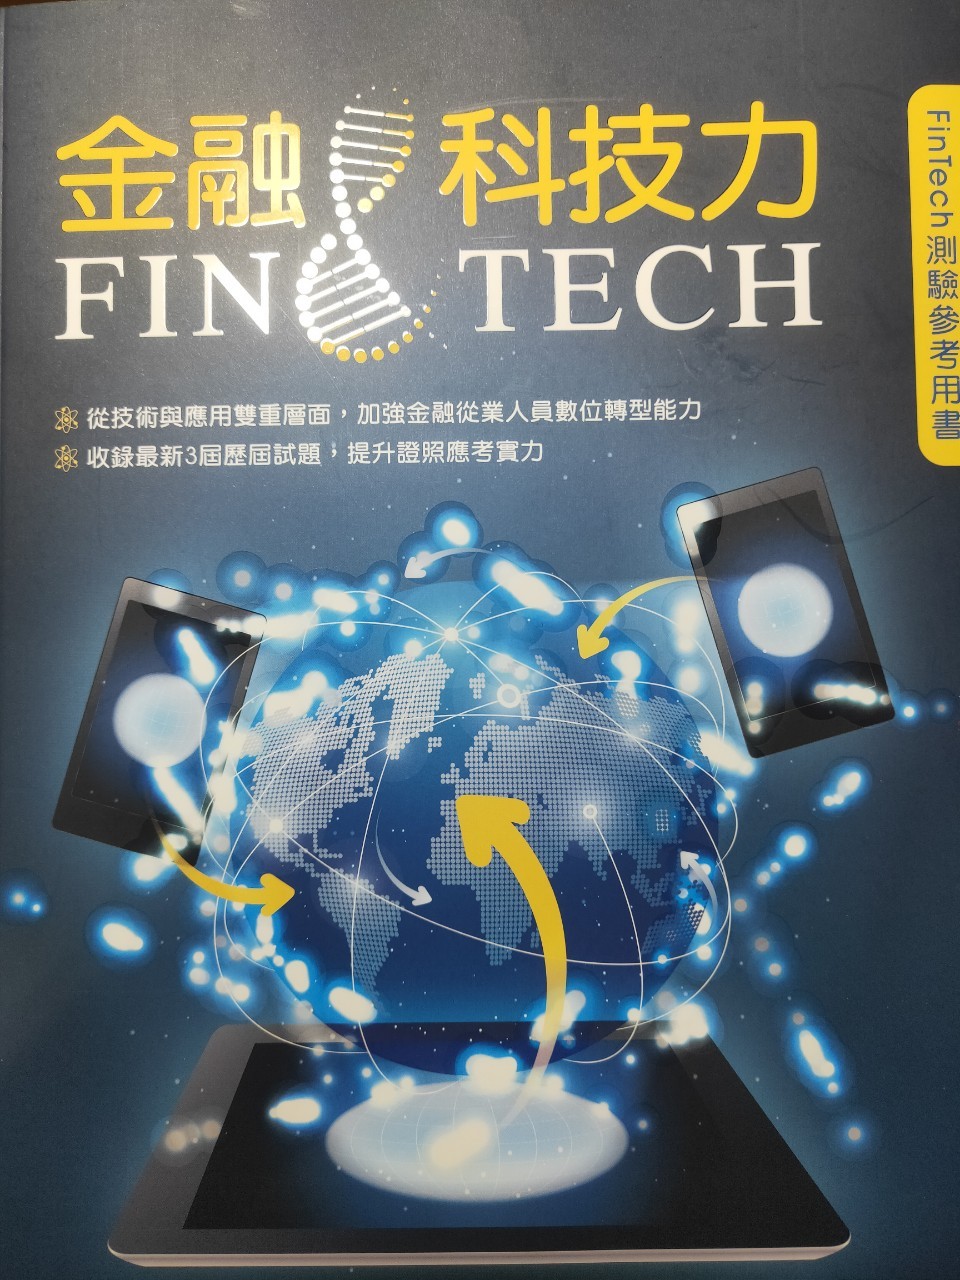 金融 科技力
FIN TECH
從技術與應用雙重層面，加強金融從業人員數位轉型能力
收錄最新3屆歷屆試題，提升證照應考實力
FinTech測驗參考用書